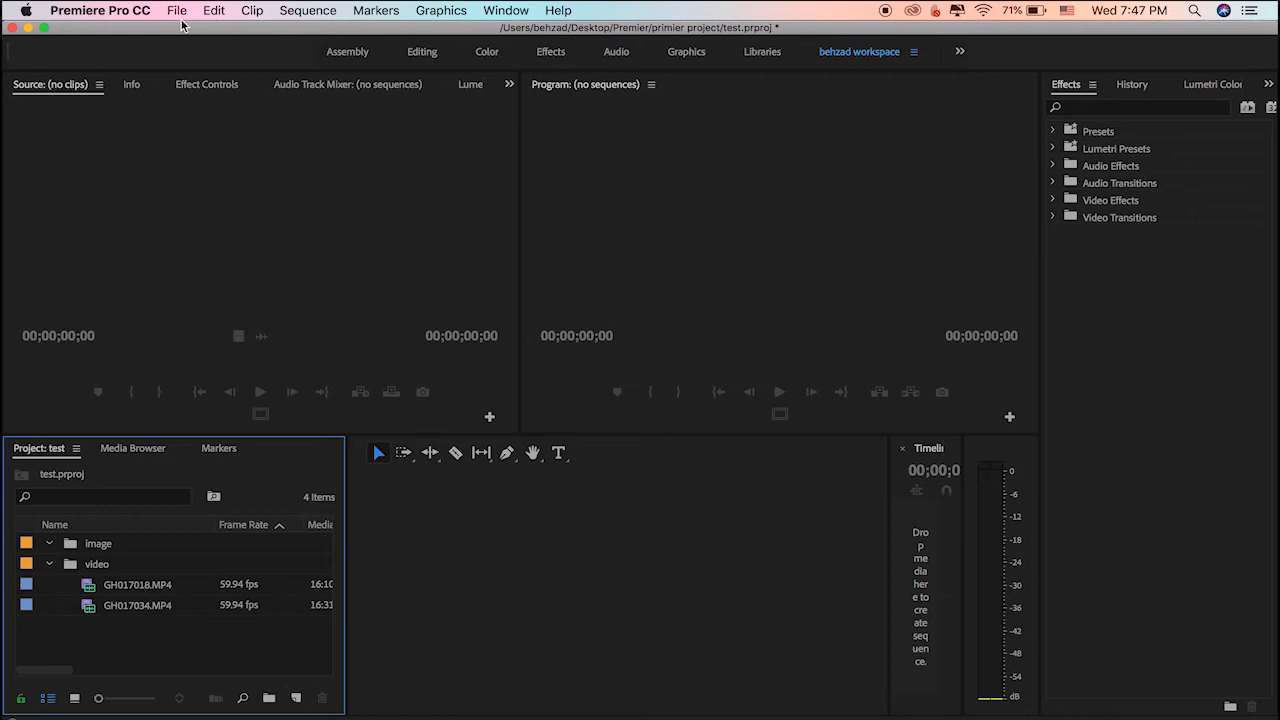 Premiere Pro CC File Edit Clip Sequence Markers Graphics Window Help 71% Wed 7:47 PM
/Users/behzad/Desktop/Premier/primier project/test.prproj *
Assembly Editing Color Effects Audio Graphics Libraries behzad workspace
Source: (no clips) Info Effect Controls Audio Track Mixer: (no sequences) Lume Program: (no sequences) Effects History Lumetri Colo
Presets
Lumetri Presets
Audio Effects
Audio Transitions
Video Effects
Video Transitions
00;00;00;00 00;00;00;00 00;00;00;00 00;00;00;00
Project: test Media Browser Markers
test.prproj
4 Items
Name Frame Rate Media
image
video
GH017018.MP4 59.94 fps 16:10
GH017034.MP4 59.94 fps 16:31
T
Timelin
00;00;0
Dro
p
me
dia
her
e to
cre
ate
seq
uen
ce.
0
-6
-12
-18
-24
-30
-36
-42
-48
-54
dB